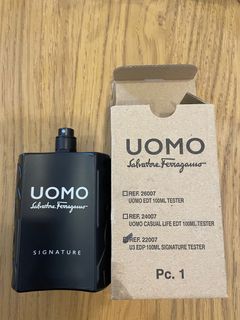 UOMO
Salvatore Ferragamo
SIGNATURE
UOMO
Salvatore Ferragamo
REF. 26007
UOMO EDT 100ML TESTER
REF. 24007
UOMO CASUAL LIFE EDT 100ML TESTER
REF. 22007
U3 EDP 100ML SIGNATURE TESTER
Pc. 1